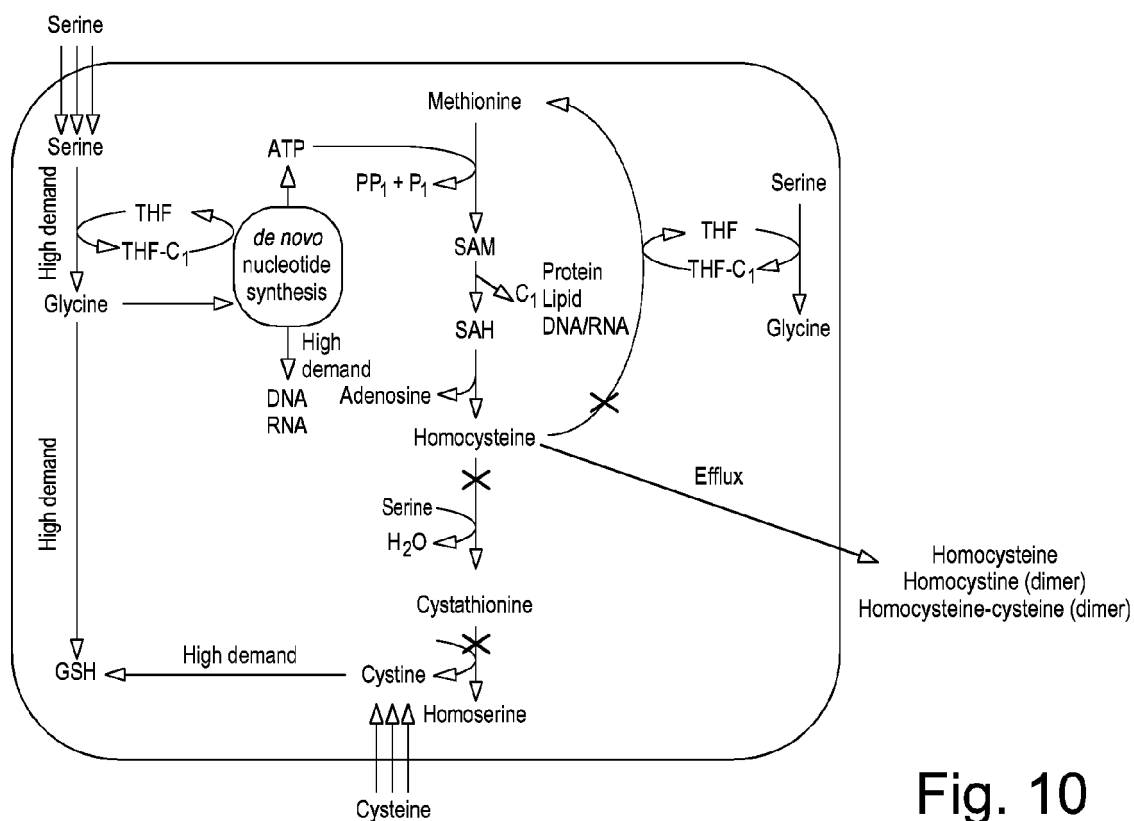 Serine
Serine
High demand
THF
THF-C1
Glycine
ATP
de novo
nucleotide
synthesis
High
demand
DNA
RNA
High demand
GSH
High demand
Methionine
PP1 + P1
SAM
C1
Protein
Lipid
DNA/RNA
SAH
Adenosine
Homocysteine
Serine
H2O
Cystathionine
Cystine
Homoserine
Cysteine
THF
THF-C1
Serine
Glycine
Efflux
Homocysteine
Homocystine (dimer)
Homocysteine-cysteine (dimer)
Fig. 10